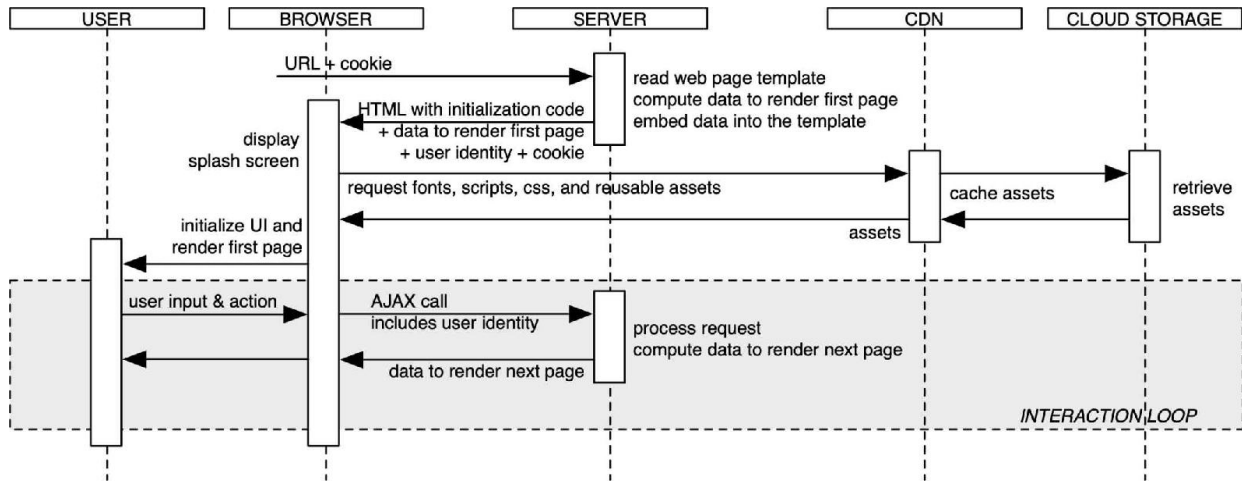 USER
BROWSER
SERVER
CDN
CLOUD STORAGE
URL + cookie
read web page template
compute data to render first page
embed data into the template
HTML with initialization code
+ data to render first page
+ user identity + cookie
display
splash screen
request fonts, scripts, css, and reusable assets
cache assets
retrieve
assets
assets
initialize UI and
render first page
user input & action
AJAX call
includes user identity
process request
compute data to render next page
data to render next page
INTERACTION LOOP